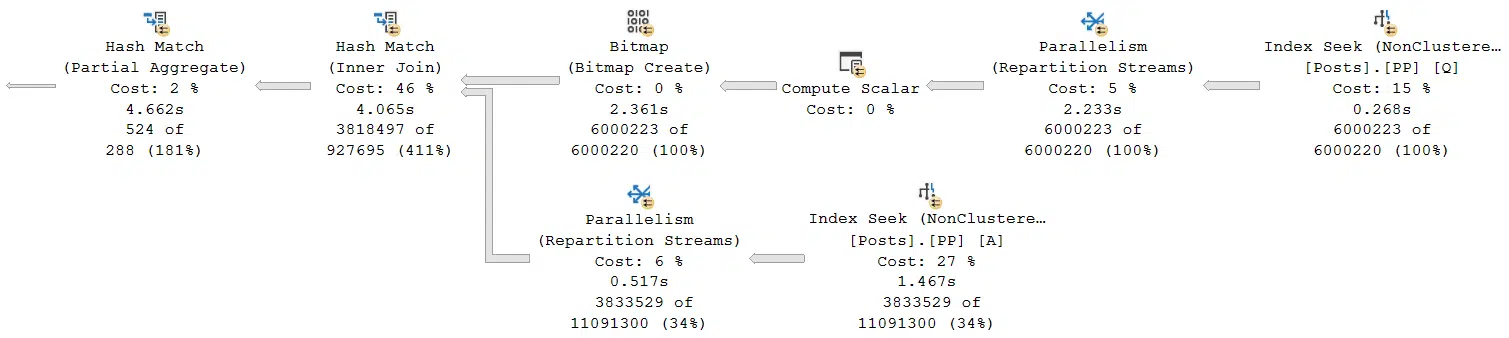 Hash Match
(Partial Aggregate)
Cost: 2 %
4.662s
524 of
288 (181%)
Hash Match
(Inner Join)
Cost: 46 %
4.065s
3818497 of
927695 (411%)
Bitmap
(Bitmap Create)
Cost: 0 %
2.361s
6000223 of
6000220 (100%)
Compute Scalar
Cost: 0 %
Parallelism
(Repartition Streams)
Cost: 5 %
2.233s
6000223 of
6000220 (100%)
Index Seek (NonClustere…
[Posts].[PP] [Q]
Cost: 15 %
0.268s
6000223 of
6000220 (100%)
Parallelism
(Repartition Streams)
Cost: 6 %
0.517s
3833529 of
11091300 (34%)
Index Seek (NonClustere…
[Posts].[PP] [A]
Cost: 27 %
1.467s
3833529 of
11091300 (34%)